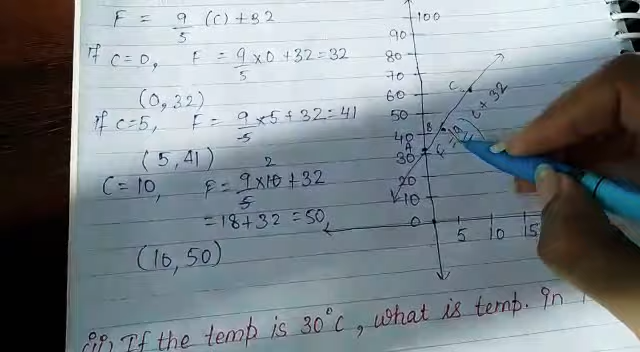 F = 9/5 (C) + 32
If C=0, F = 9/5 × 0 + 32 = 32
(0, 32)
If C=5, F = 9/5 × 5 + 32 = 41
(5, 41)
C = 10, F = 9/5 × 10 2 + 32
= 18 + 32 = 50
(10, 50)
100
90
80
70
60
50
40
30
20
10
0
5 10 15
A
B
C
(ii) If the temp is 30°C, what is temp. in